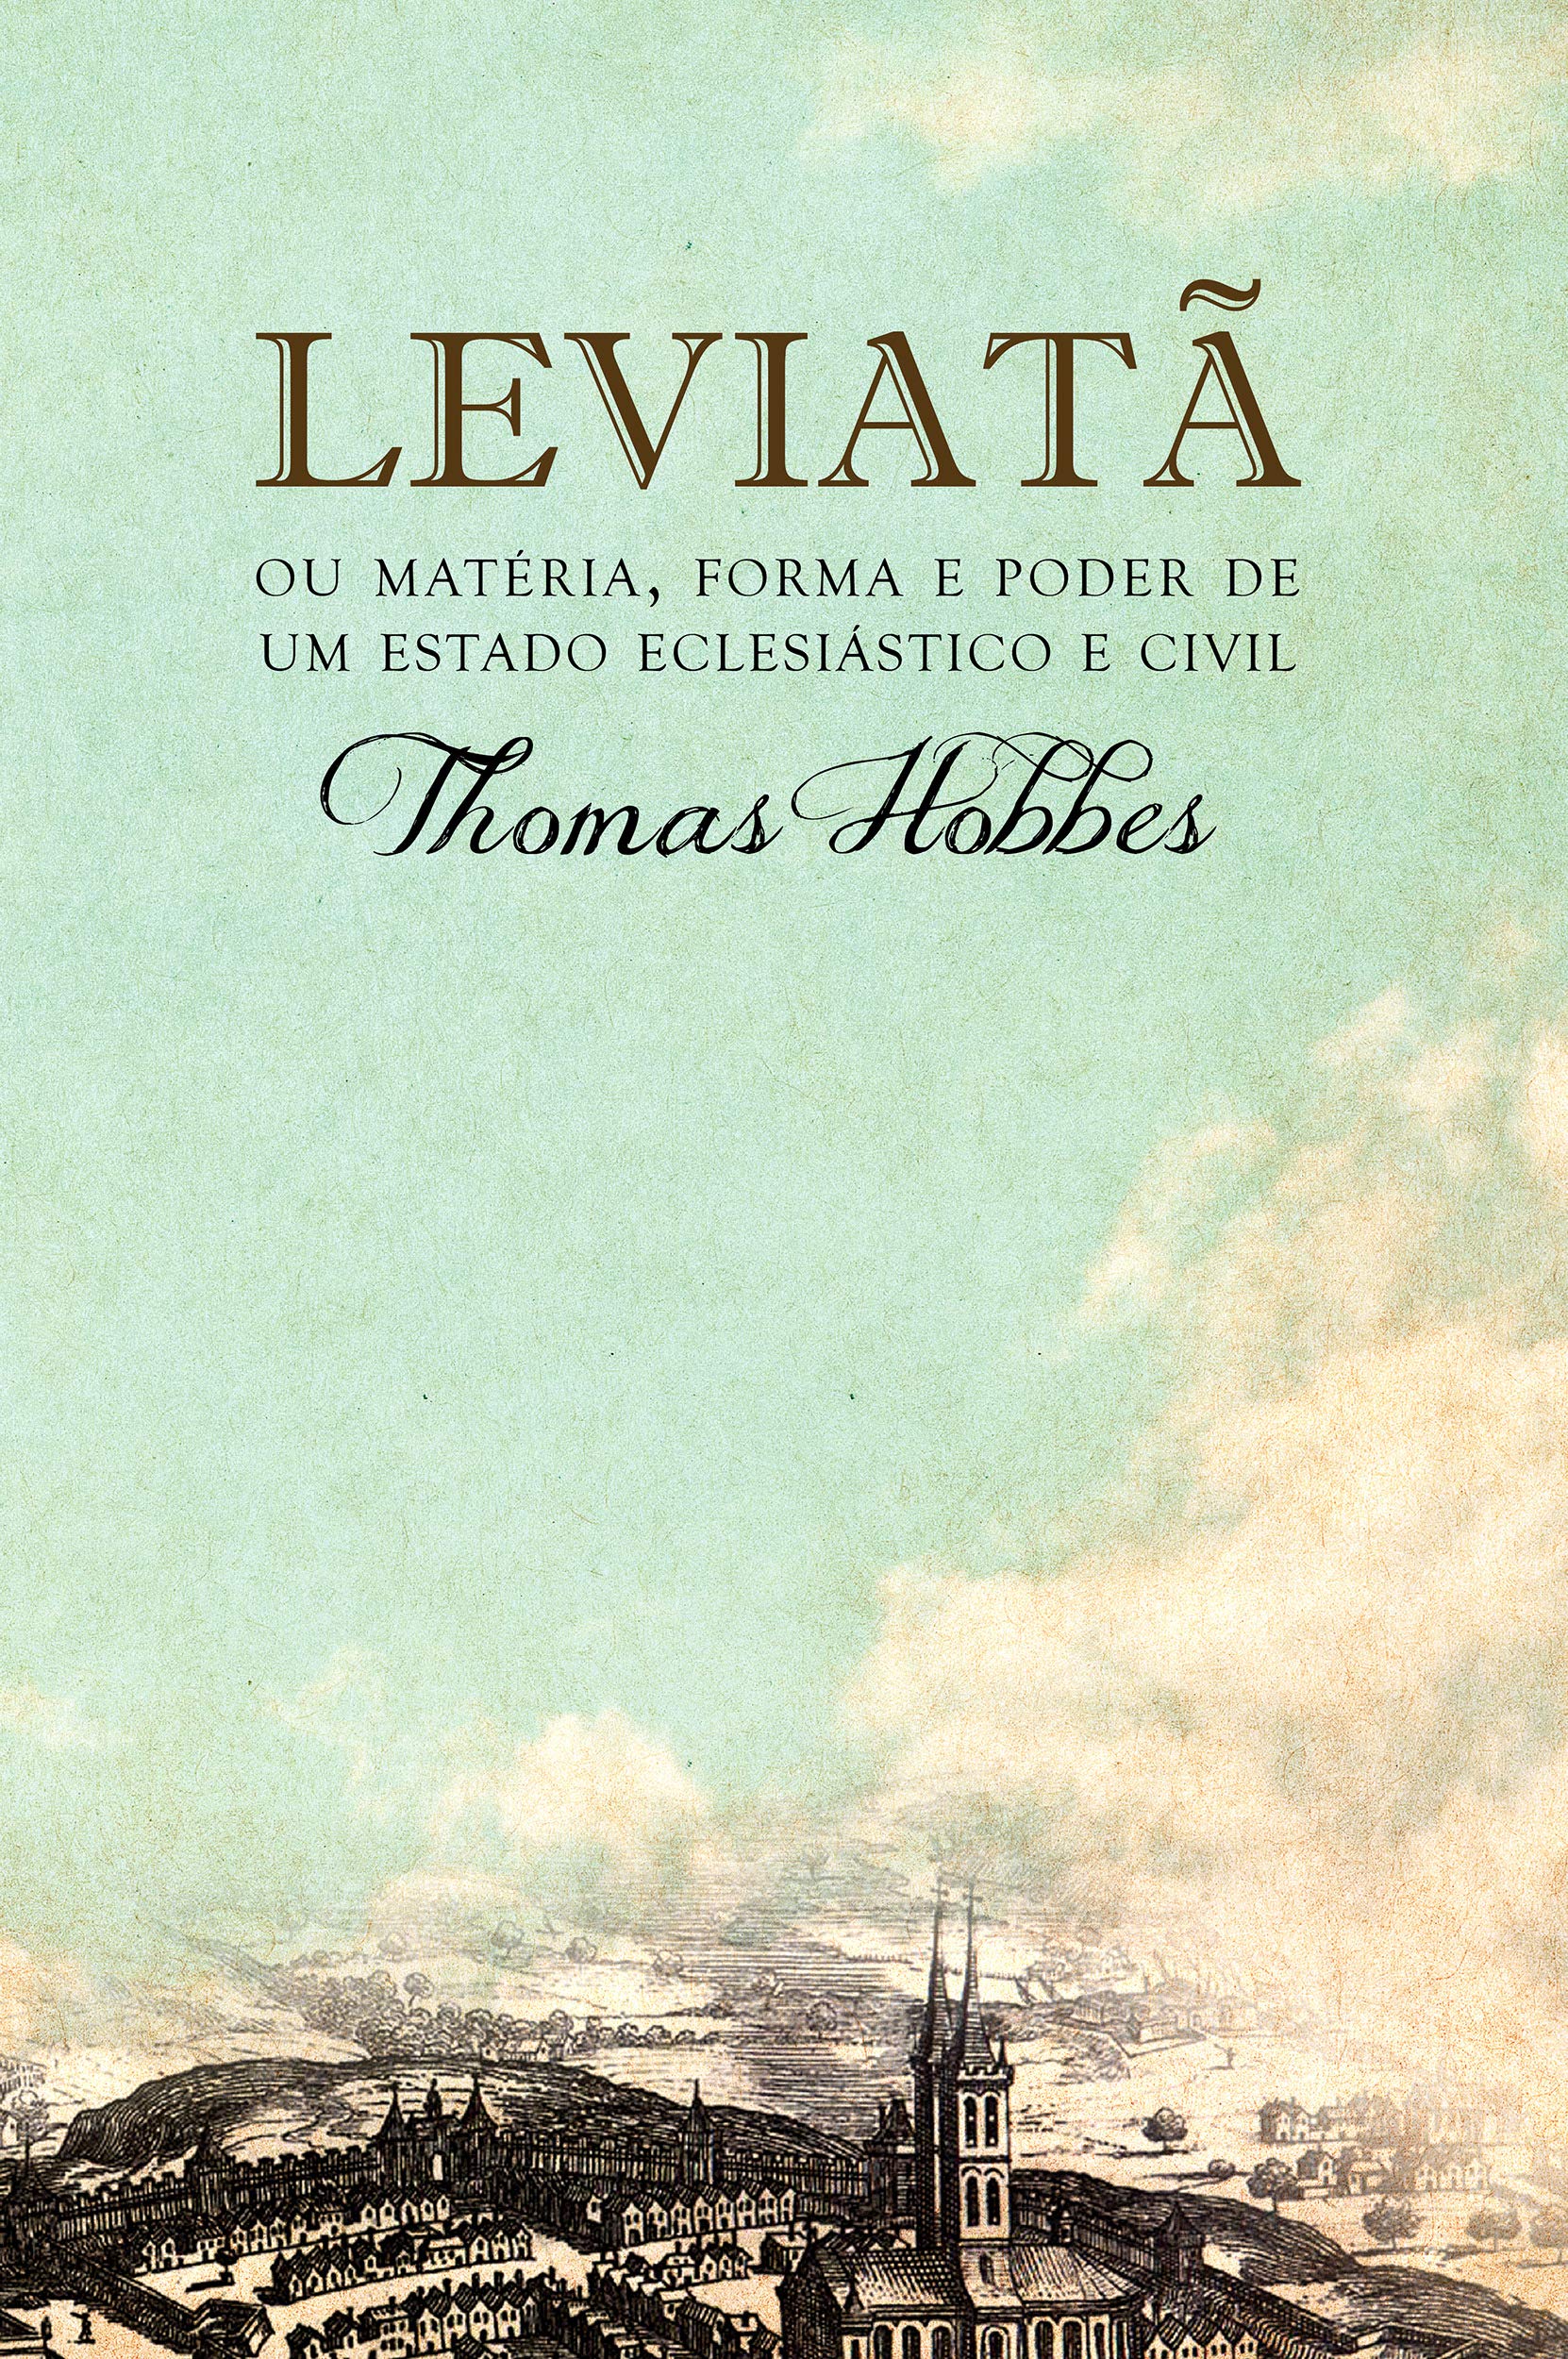 LEVIATÃ
OU MATÉRIA, FORMA E PODER DE
UM ESTADO ECLESIÁSTICO E CIVIL
Thomas Hobbes